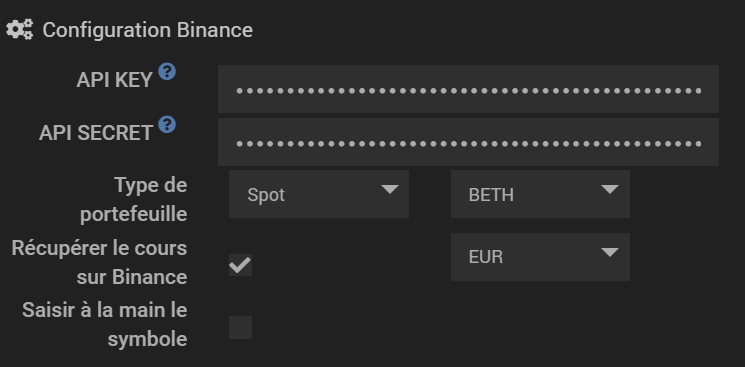 Configuration Binance
API KEY ?
API SECRET ?
Type de
portefeuille
Spot
BETH
Récupérer le cours
sur Binance
EUR
Saisir à la main le
symbole